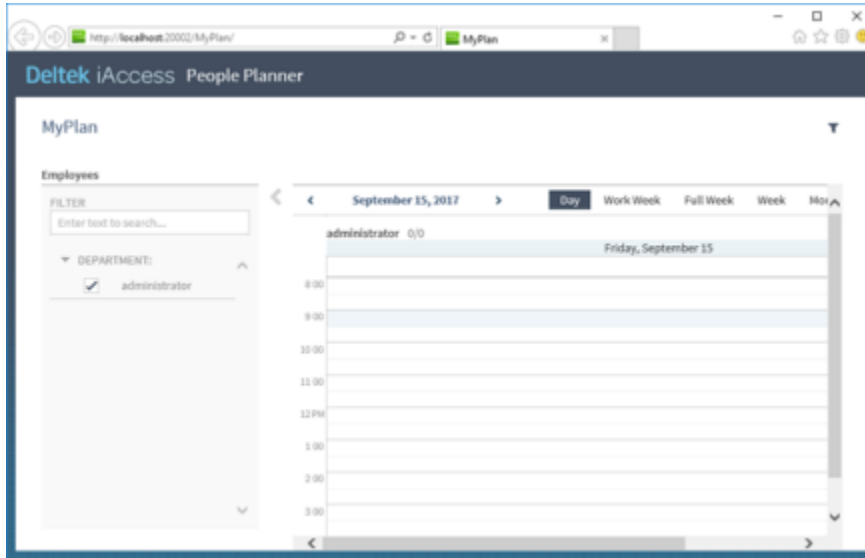 http://localhost:20002/MyPlan/
MyPlan
Deltek iAccess People Planner
MyPlan
Employees
FILTER
Enter text to search...
DEPARTMENT:
administrator
September 15, 2017
Day Work Week Full Week Week
administrator 0/0
Friday, September 15
8:00
9:00
10:00
11:00
12 PM
1:00
2:00
3:00